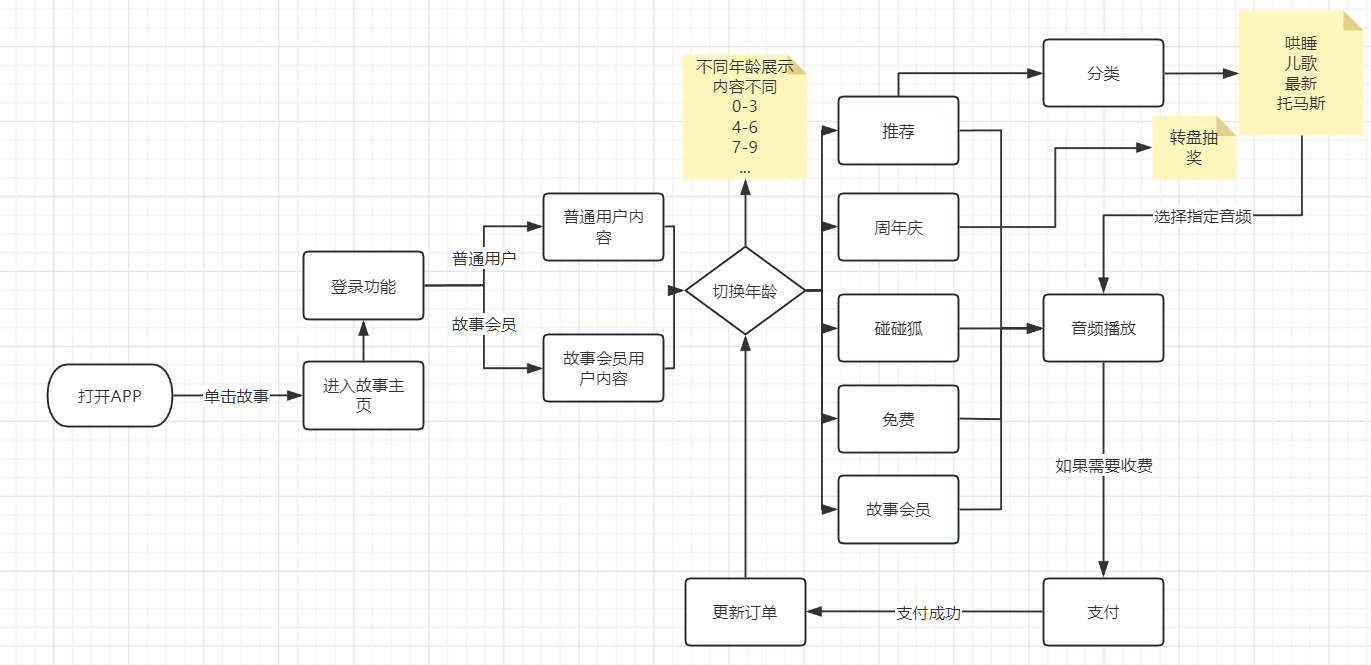 哄睡
儿歌
最新
托马斯
分类
不同年龄展示
内容不同
0-3
4-6
7-9
...
推荐
转盘抽
奖
普通用户内
容
周年庆
选择指定音频
普通用户
登录功能
切换年龄
故事会员
碰碰狐
音频播放
故事会员用
户内容
进入故事主
页
打开APP
单击故事
免费
如果需要收费
故事会员
更新订单
支付成功
支付